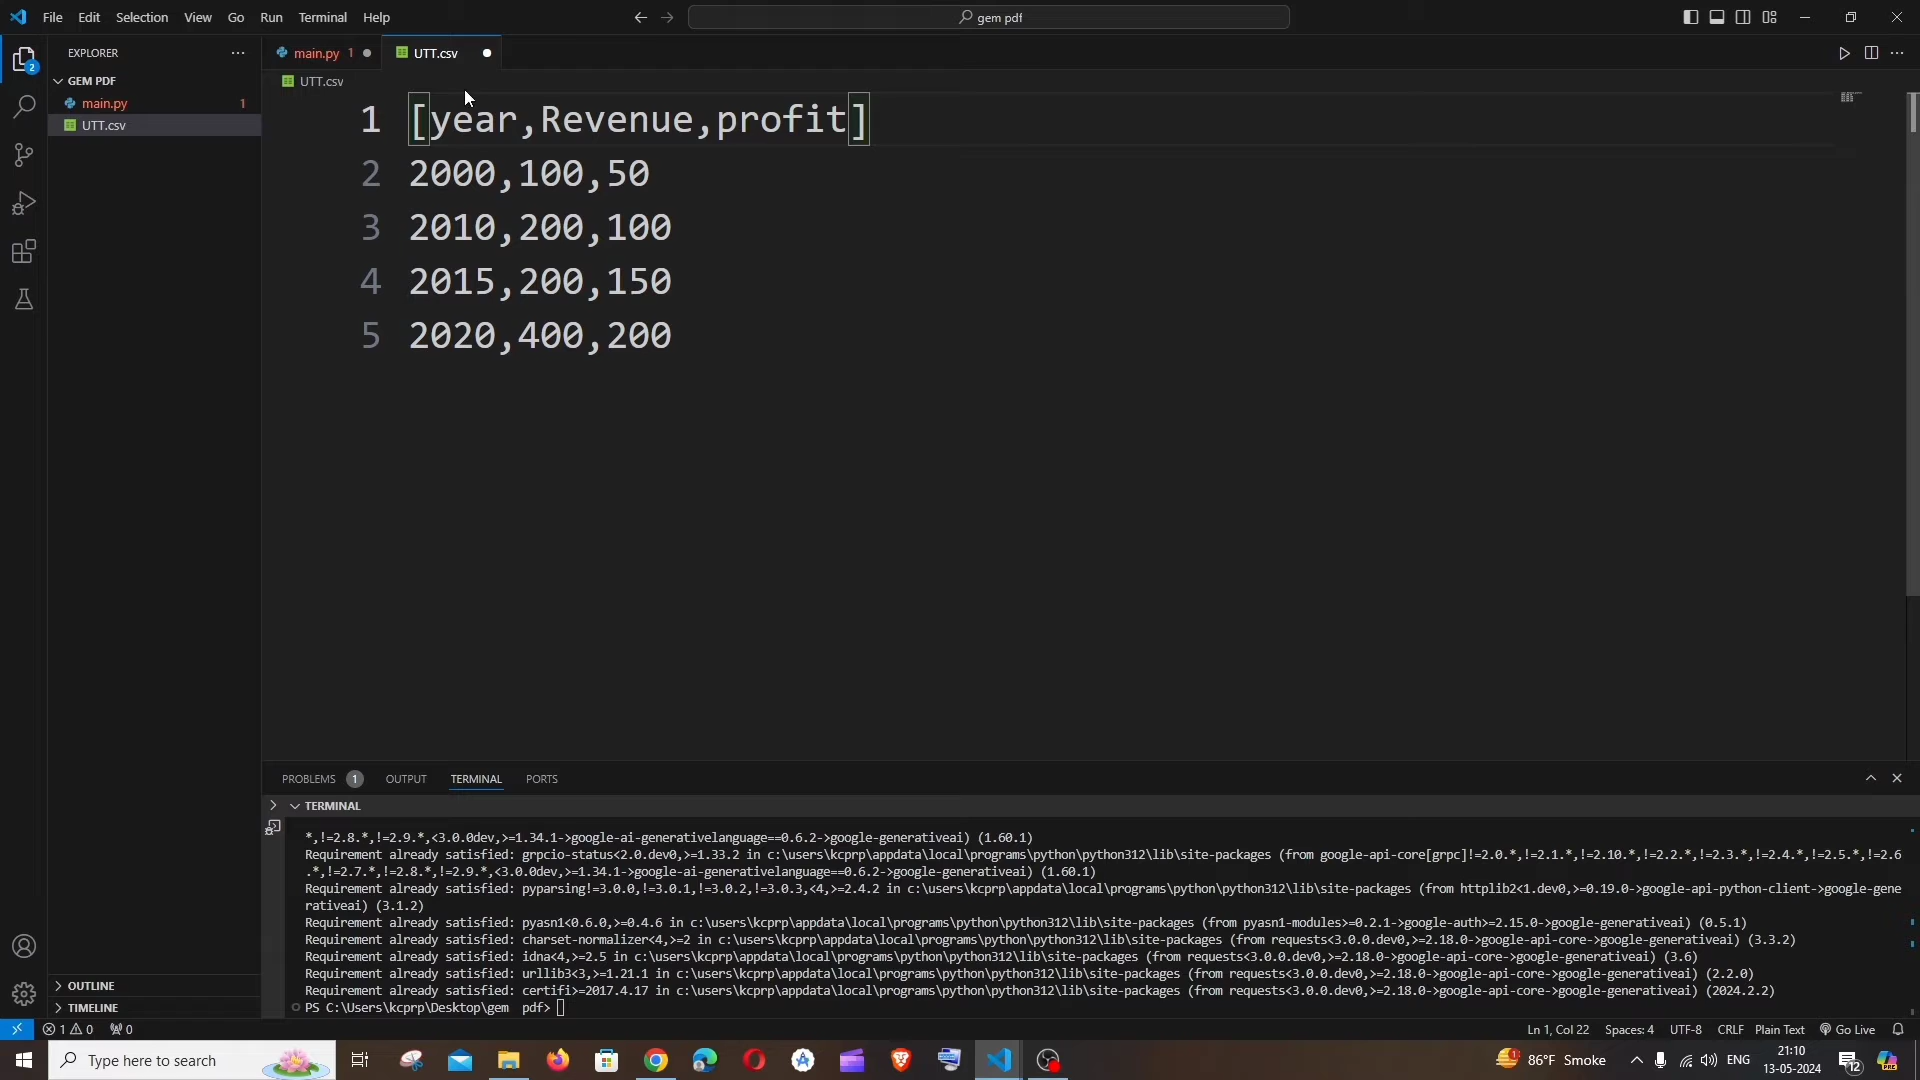 File Edit Selection View Go Run Terminal Help
gem pdf
EXPLORER
GEM PDF
main.py 1
UTT.csv
main.py 1
UTT.csv
UTT.csv
1 [year,Revenue,profit]
2 2000,100,50
3 2010,200,100
4 2015,200,150
5 2020,400,200
PROBLEMS 1 OUTPUT TERMINAL PORTS
TERMINAL
*,!=2.8.*,!=2.9.*,<3.0.0dev,>=1.34.1->google-ai-generativelanguage==0.6.2->google-generativeai) (1.60.1)
Requirement already satisfied: grpcio-status<2.0.dev0,>=1.33.2 in c:\users\kcprp\appdata\local\programs\python\python312\lib\site-packages (from google-api-core[grpc]!=2.0.*,!=2.1.*,!=2.10.*,!=2.2.*,!=2.3.*,!=2.4.*,!=2.5.*,!=2.6
.*,!=2.7.*,!=2.8.*,!=2.9.*,<3.0.0dev,>=1.34.1->google-ai-generativelanguage==0.6.2->google-generativeai) (1.60.1)
Requirement already satisfied: pyparsing!=3.0.0,!=3.0.1,!=3.0.2,!=3.0.3,<4,>=2.4.2 in c:\users\kcprp\appdata\local\programs\python\python312\lib\site-packages (from httplib2<1.dev0,>=0.19.0->google-api-python-client->google-gene
rativeai) (3.1.2)
Requirement already satisfied: pyasn1<0.6.0,>=0.4.6 in c:\users\kcprp\appdata\local\programs\python\python312\lib\site-packages (from pyasn1-modules>=0.2.1->google-auth>=2.15.0->google-generativeai) (0.5.1)
Requirement already satisfied: charset-normalizer<4,>=2 in c:\users\kcprp\appdata\local\programs\python\python312\lib\site-packages (from requests<3.0.0.dev0,>=2.18.0->google-api-core->google-generativeai) (3.3.2)
Requirement already satisfied: idna<4,>=2.5 in c:\users\kcprp\appdata\local\programs\python\python312\lib\site-packages (from requests<3.0.0.dev0,>=2.18.0->google-api-core->google-generativeai) (3.6)
Requirement already satisfied: urllib3<3,>=1.21.1 in c:\users\kcprp\appdata\local\programs\python\python312\lib\site-packages (from requests<3.0.0.dev0,>=2.18.0->google-api-core->google-generativeai) (2.2.0)
Requirement already satisfied: certifi>=2017.4.17 in c:\users\kcprp\appdata\local\programs\python\python312\lib\site-packages (from requests<3.0.0.dev0,>=2.18.0->google-api-core->google-generativeai) (2024.2.2)
PS C:\Users\kcprp\Desktop\gem  pdf>
OUTLINE
TIMELINE
1 0 0
Ln 1, Col 22 Spaces: 4 UTF-8 CRLF Plain Text Go Live
Type here to search
86°F Smoke
ENG
21:10
13-05-2024
12
2
1
PRE